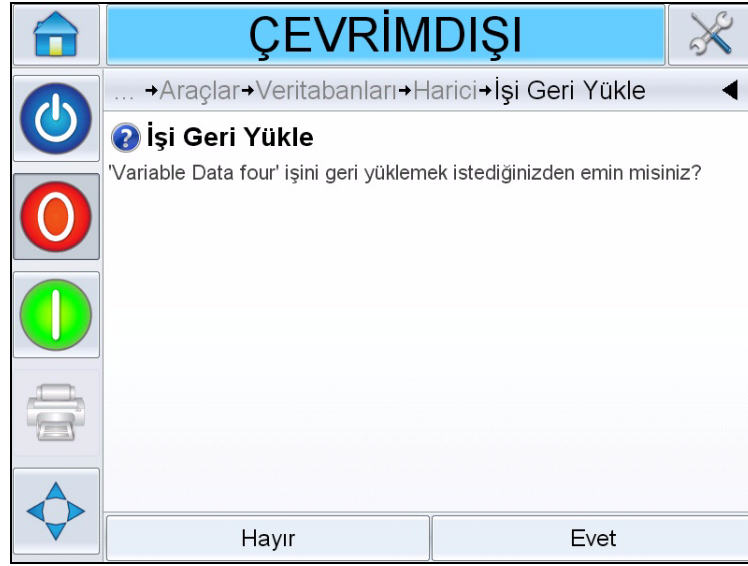 ÇEVRİMDIŞI
... →Araçlar→Veritabanları→Harici→İşi Geri Yükle
İşi Geri Yükle
'Variable Data four' işini geri yüklemek istediğinizden emin misiniz?
Hayır
Evet